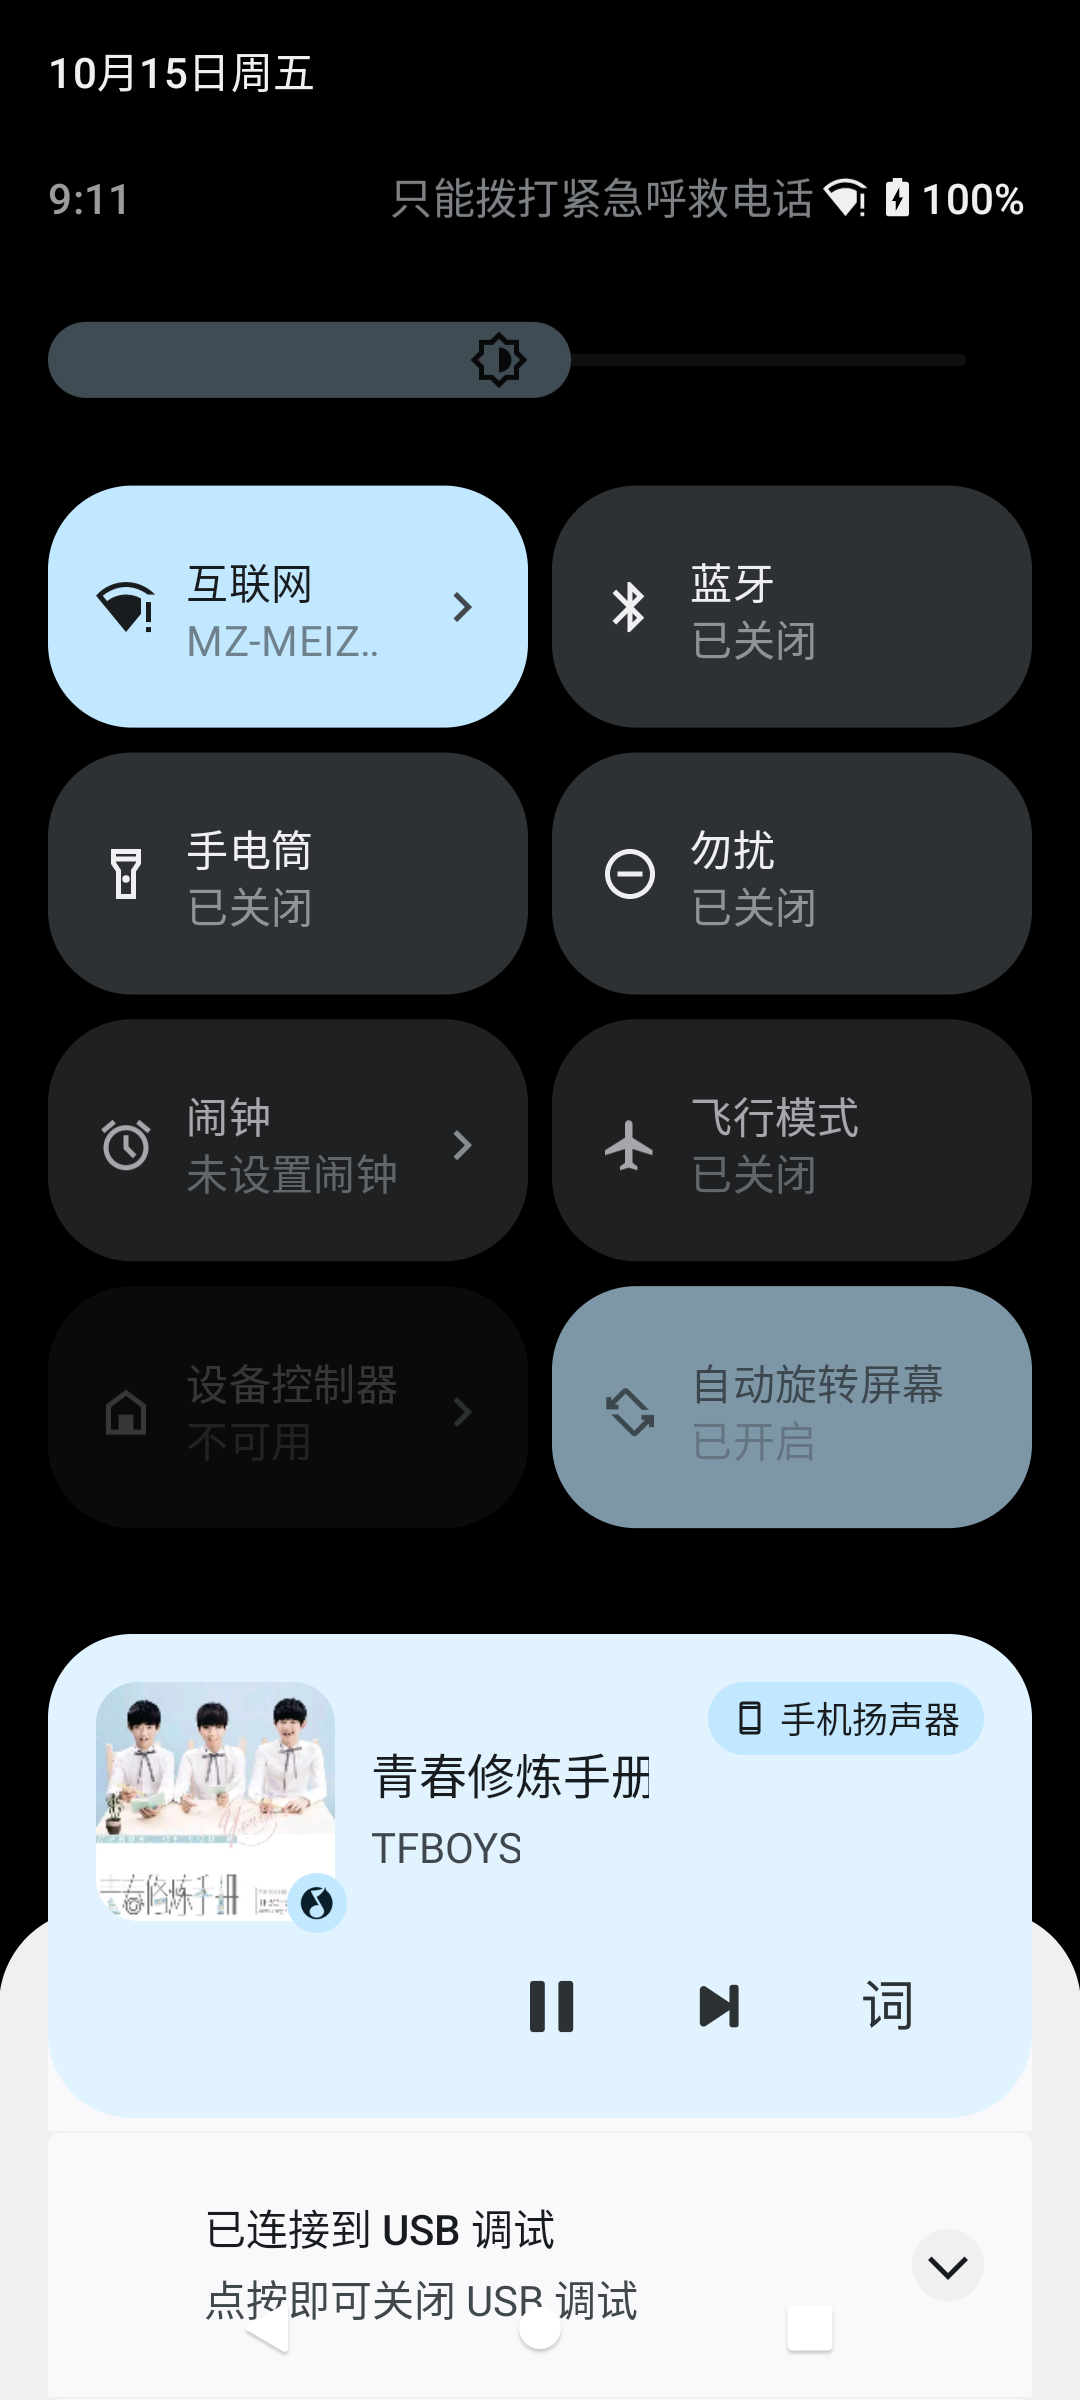 10月15日周五
9:11
只能拨打紧急呼救电话 100%
互联网
MZ-MEIZ..
蓝牙
已关闭
手电筒
已关闭
勿扰
已关闭
闹钟
未设置闹钟
飞行模式
已关闭
设备控制器
不可用
自动旋转屏幕
已开启
手机扬声器
青春修炼手册
TFBOYS
青春修炼手册
词
已连接到 USB 调试
点按即可关闭 USB 调试